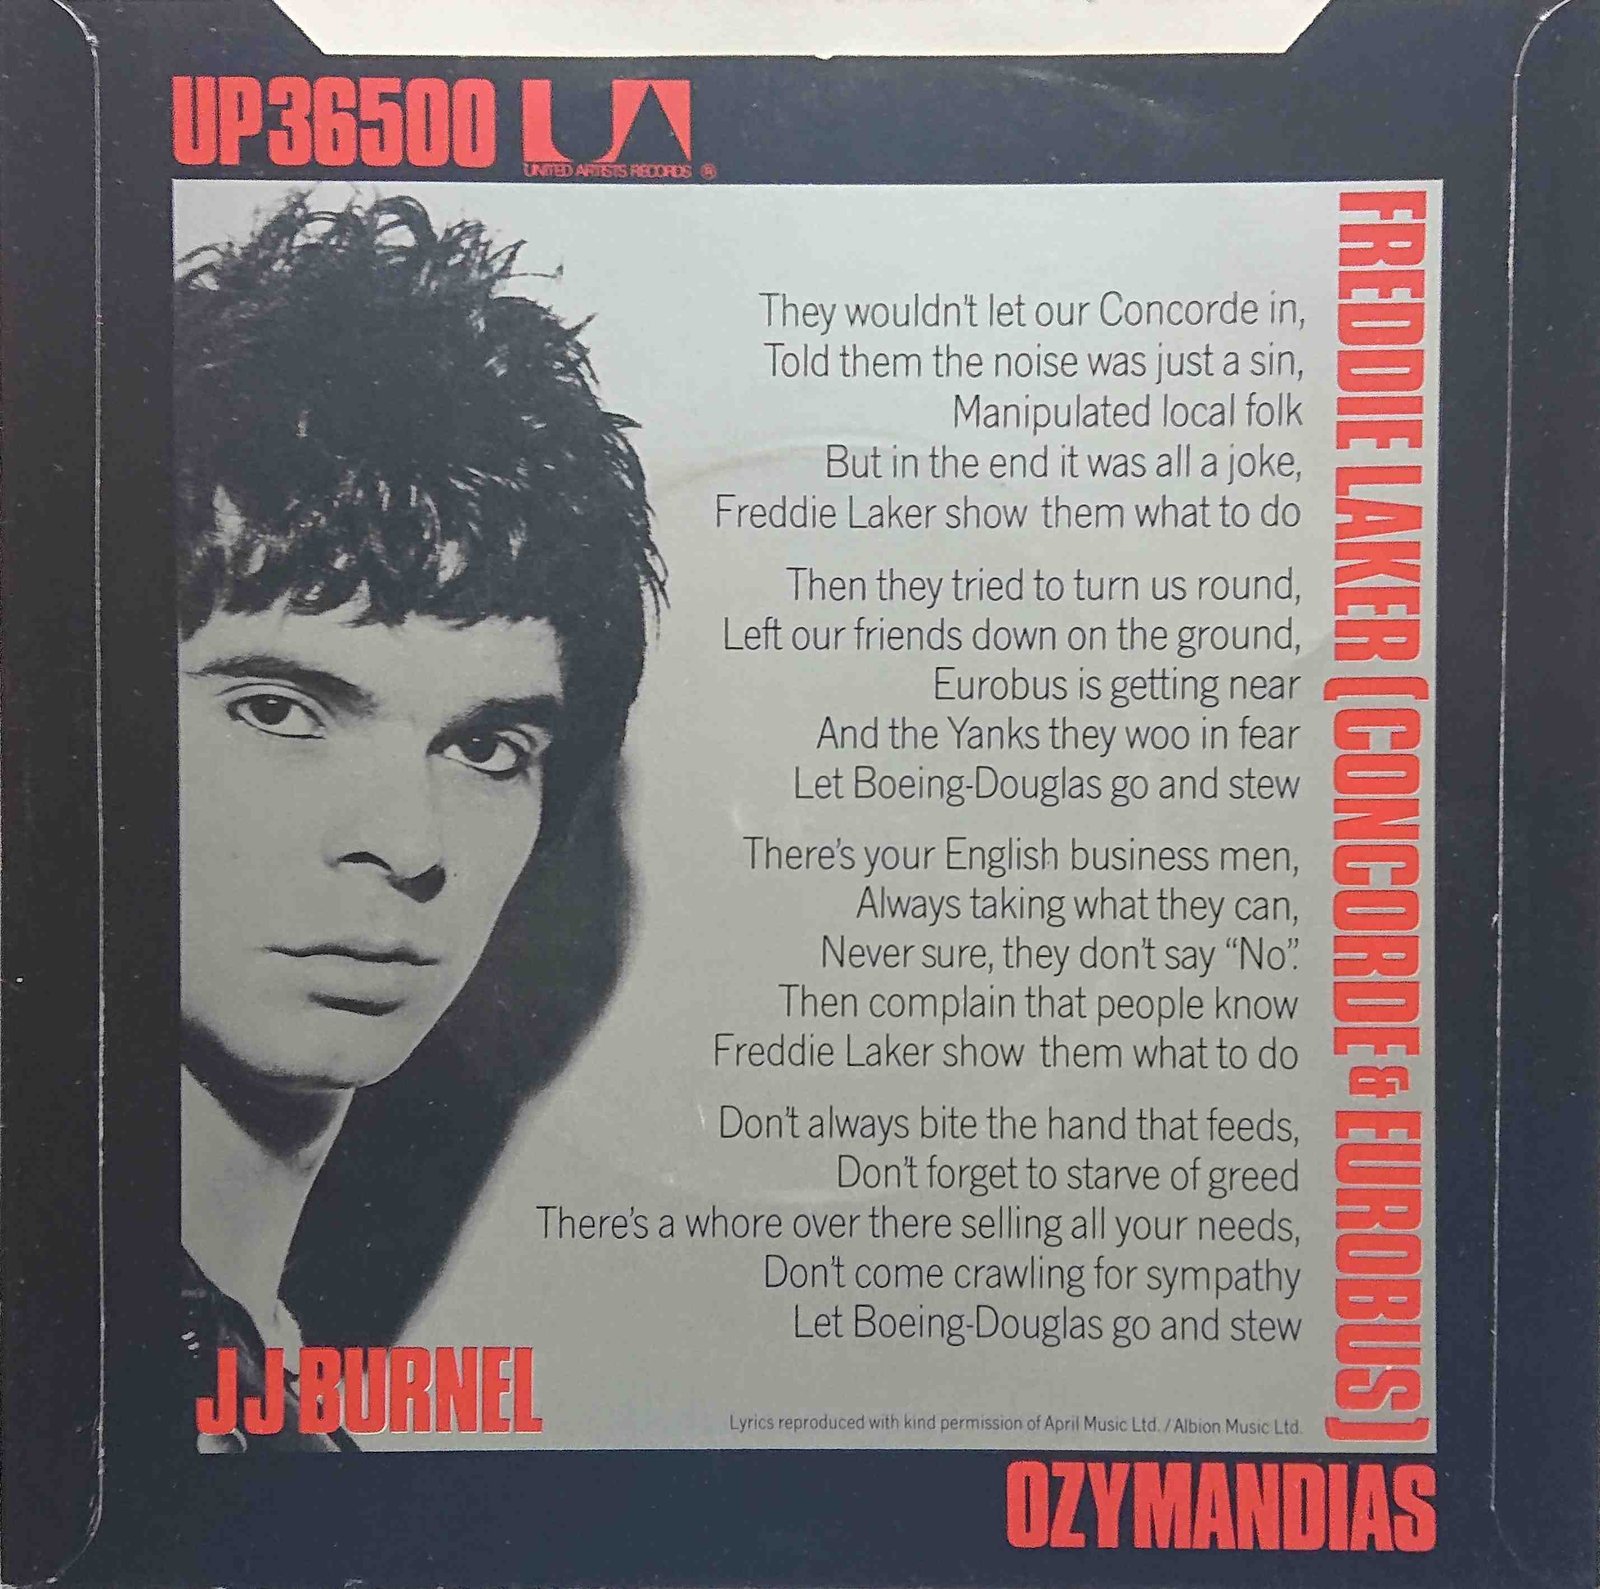 UP36500 UA
UNITED ARTISTS RECORDS ®
FREDDIE LAKER (CONCORDE & EUROBUS)
They wouldn't let our Concorde in,
Told them the noise was just a sin,
Manipulated local folk
But in the end it was all a joke,
Freddie Laker show them what to do
Then they tried to turn us round,
Left our friends down on the ground,
Eurobus is getting near
And the Yanks they woo in fear
Let Boeing-Douglas go and stew
There's your English business men,
Always taking what they can,
Never sure, they don't say “No”.
Then complain that people know
Freddie Laker show them what to do
Don't always bite the hand that feeds,
Don't forget to starve of greed
There's a whore over there selling all your needs,
Don't come crawling for sympathy
Let Boeing-Douglas go and stew
JJ BURNEL
Lyrics reproduced with kind permission of April Music Ltd. / Albion Music Ltd.
OZYMANDIAS